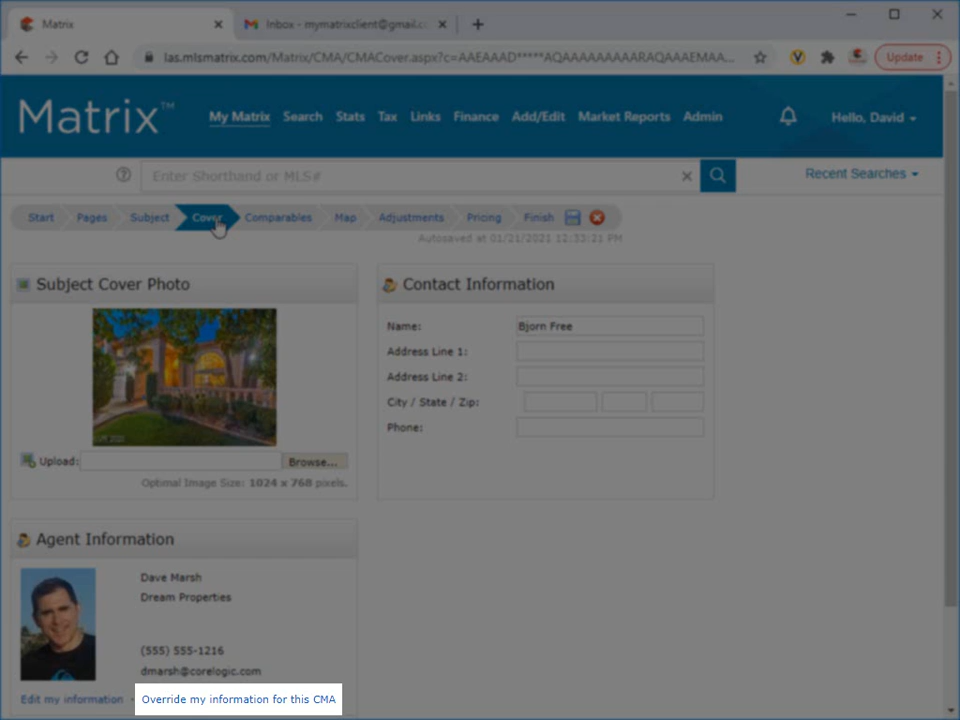 Matrix
Inbox - mymatrixclient@gmail.c
las.mlsmatrix.com/Matrix/CMA/CMACover.aspx?c=AAEAAAD*****AQAAAAAAAAARAQAAAEMAA...
Update
Matrix™
My Matrix Search Stats Tax Links Finance Add/Edit Market Reports Admin
Hello, David
Enter Shorthand or MLS#
Recent Searches
Start Pages Subject Cover Comparables Map Adjustments Pricing Finish
Autosaved at 01/21/2021 12:33:21 PM
Subject Cover Photo
Upload: Browse...
Optimal Image Size: 1024 x 768 pixels.
Contact Information
Name: Bjorn Free
Address Line 1:
Address Line 2:
City / State / Zip:
Phone:
Agent Information
Dave Marsh
Dream Properties
(555) 555-1216
dmarsh@corelogic.com
Edit my information - Override my information for this CMA